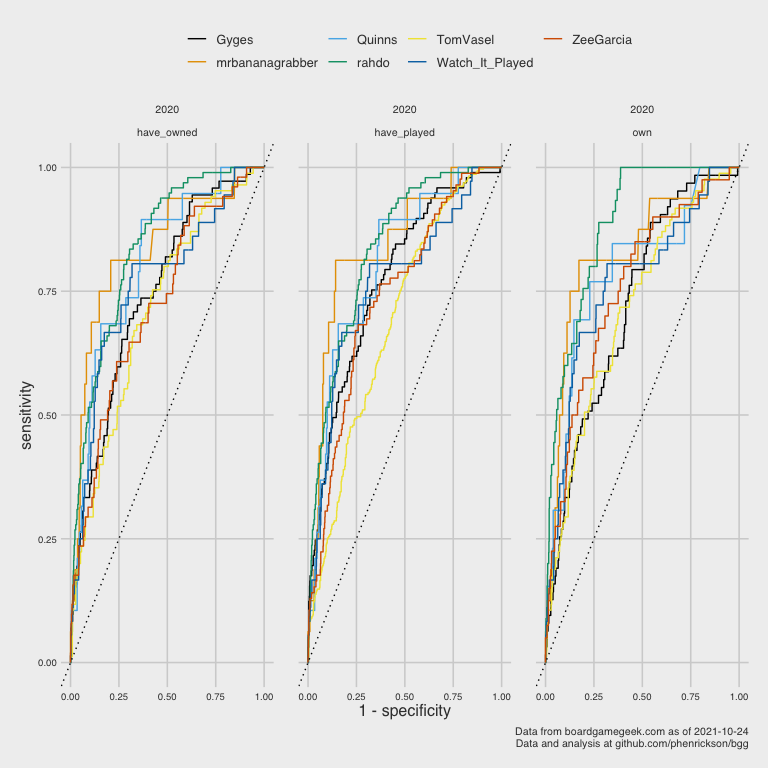 Gyges Quinns TomVasel ZeeGarcia
mrbananagrabber rahdo Watch_It_Played
2020 2020 2020
have_owned have_played own
1.00
0.75
0.50
0.25
0.00
sensitivity
0.00 0.25 0.50 0.75 1.00 0.00 0.25 0.50 0.75 1.00 0.00 0.25 0.50 0.75 1.00
1 - specificity
Data from boardgamegeek.com as of 2021-10-24
Data and analysis at github.com/phenrickson/bgg